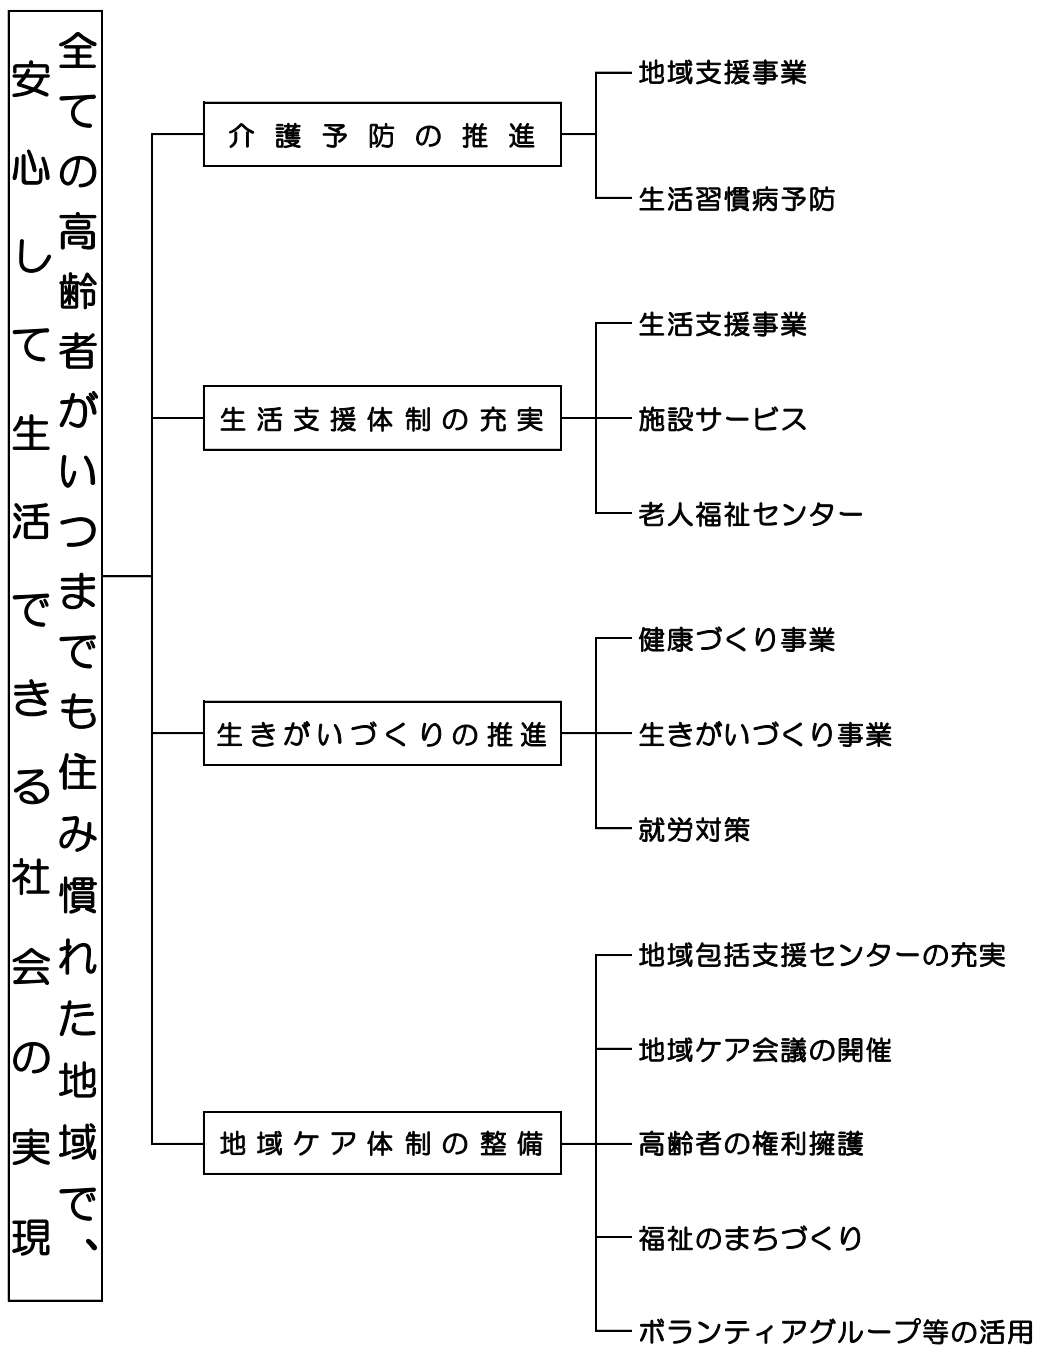 全ての高齢者がいつまでも住み慣れた地域で、
安心して生活できる社会の実現
介護予防の推進
地域支援事業
生活習慣病予防
生活支援体制の充実
生活支援事業
施設サービス
老人福祉センター
生きがいづくりの推進
健康づくり事業
生きがいづくり事業
就労対策
地域ケア体制の整備
地域包括支援センターの充実
地域ケア会議の開催
高齢者の権利擁護
福祉のまちづくり
ボランティアグループ等の活用